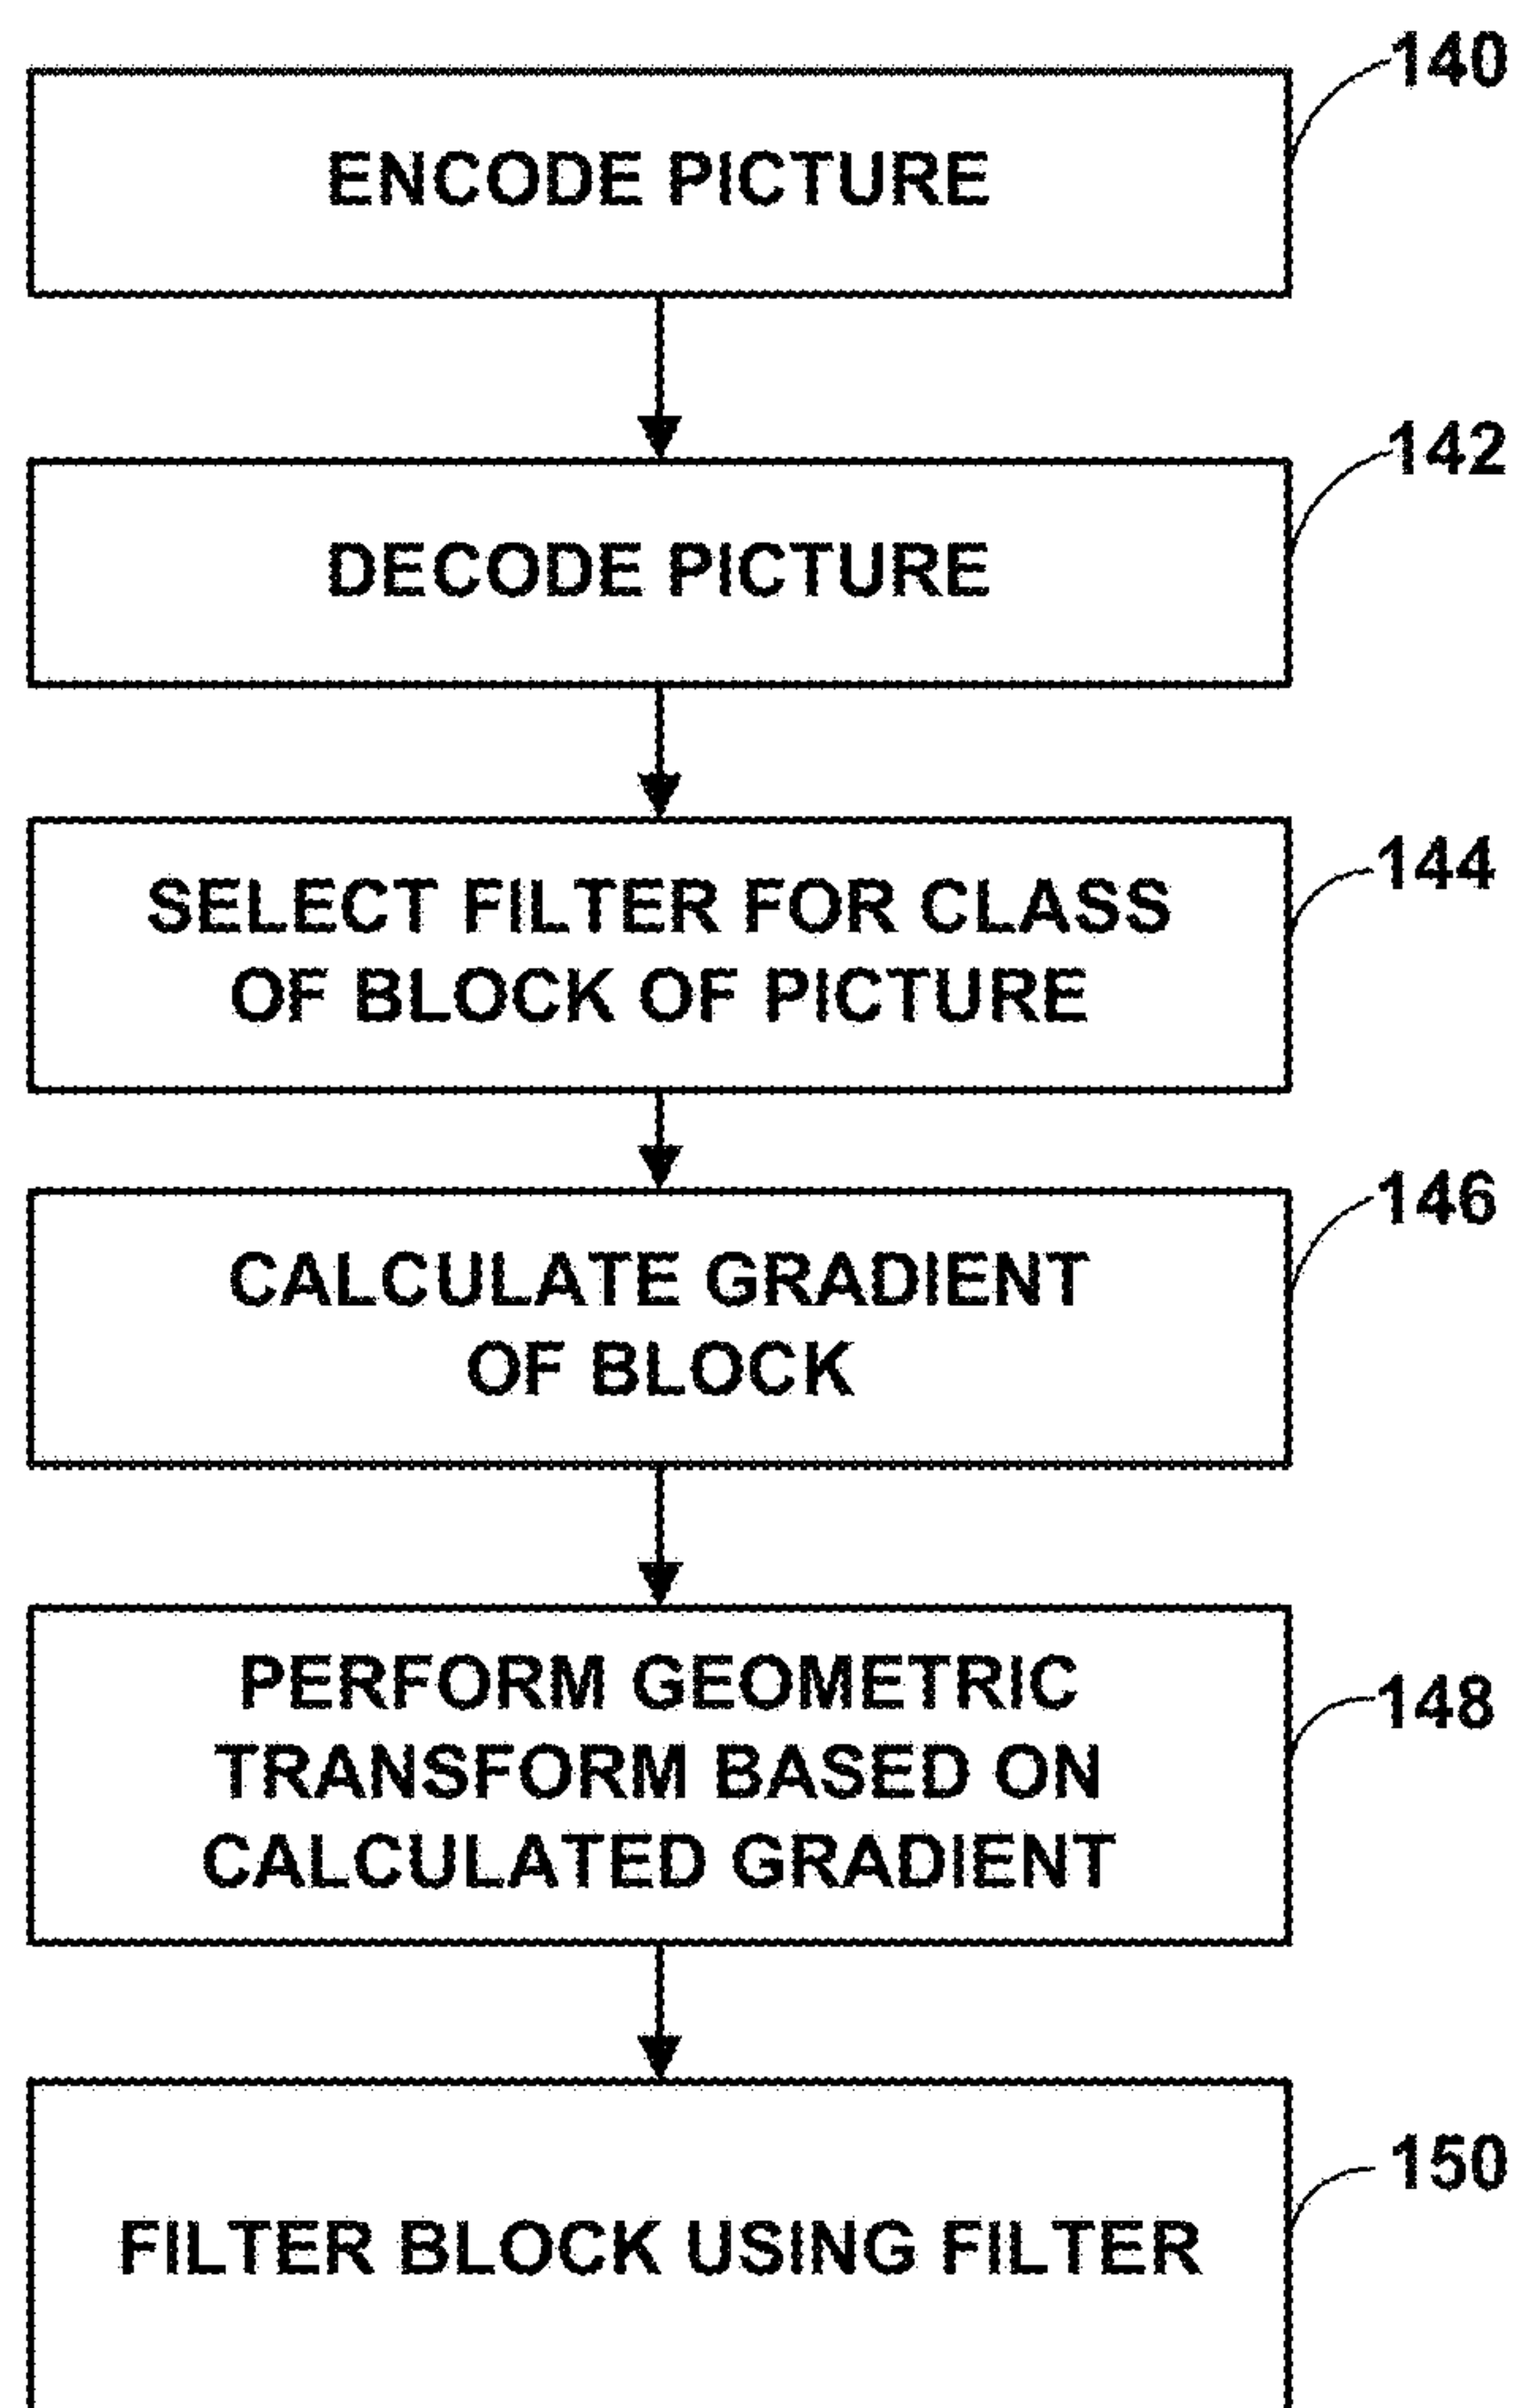 140
ENCODE PICTURE
142
DECODE PICTURE
144
SELECT FILTER FOR CLASS
OF BLOCK OF PICTURE
146
CALCULATE GRADIENT
OF BLOCK
148
PERFORM GEOMETRIC
TRANSFORM BASED ON
CALCULATED GRADIENT
150
FILTER BLOCK USING FILTER